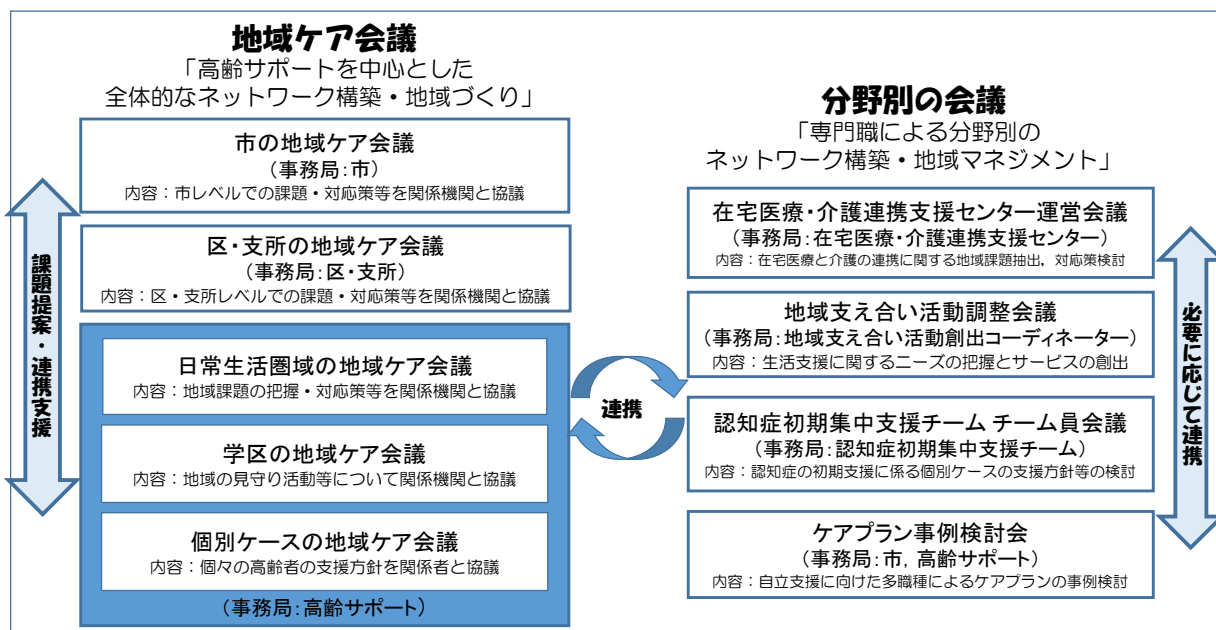 地域ケア会議
「高齢サポートを中心とした
全体的なネットワーク構築・地域づくり」
市の地域ケア会議
(事務局:市)
内容：市レベルでの課題・対応策等を関係機関と協議
区・支所の地域ケア会議
(事務局:区・支所)
内容：区・支所レベルでの課題・対応策等を関係機関と協議
日常生活圏域の地域ケア会議
内容：地域課題の把握・対応策等を関係機関と協議
学区の地域ケア会議
内容：地域の見守り活動等について関係機関と協議
個別ケースの地域ケア会議
内容：個々の高齢者の支援方針を関係者と協議
(事務局:高齢サポート)
課題提案・連携支援
連携
分野別の会議
「専門職による分野別の
ネットワーク構築・地域マネジメント」
在宅医療・介護連携支援センター運営会議
(事務局:在宅医療・介護連携支援センター)
内容：在宅医療と介護の連携に関する地域課題抽出，対応策検討
地域支え合い活動調整会議
(事務局:地域支え合い活動創出コーディネーター)
内容：生活支援に関するニーズの把握とサービスの創出
認知症初期集中支援チーム チーム員会議
(事務局:認知症初期集中支援チーム)
内容：認知症の初期支援に係る個別ケースの支援方針等の検討
ケアプラン事例検討会
(事務局:市，高齢サポート)
内容：自立支援に向けた多職種によるケアプランの事例検討
必要に応じて連携